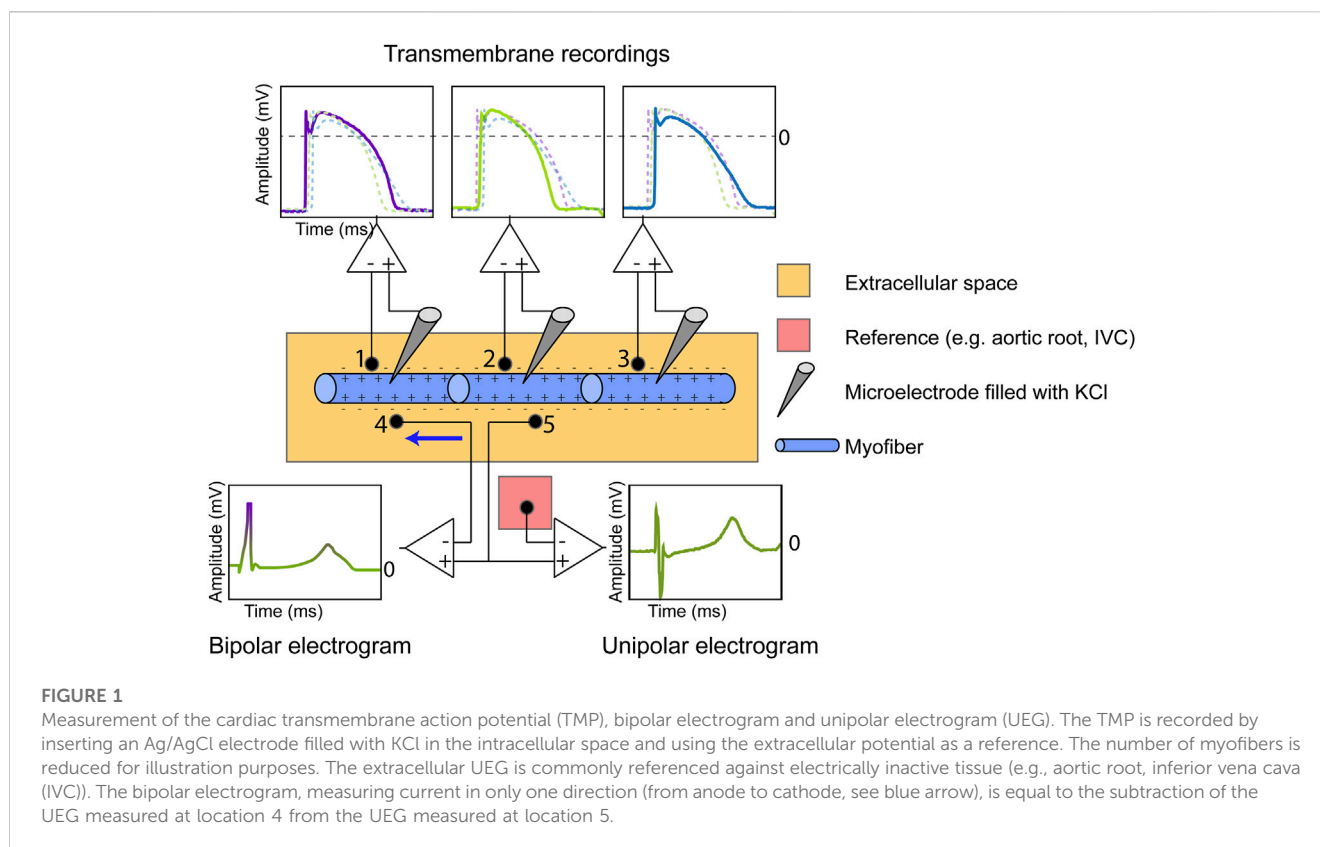 Transmembrane recordings
Amplitude (mV)
0
Time (ms)
- +
- +
- +
Extracellular space
Reference (e.g. aortic root, IVC)
Microelectrode filled with KCl
Myofiber
1
2
3
4
5
Amplitude (mV)
0
Time (ms)
-
+
-
+
Amplitude (mV)
0
Time (ms)
Bipolar electrogram
Unipolar electrogram
FIGURE 1
Measurement of the cardiac transmembrane action potential (TMP), bipolar electrogram and unipolar electrogram (UEG). The TMP is recorded by
inserting an Ag/AgCl electrode filled with KCl in the intracellular space and using the extracellular potential as a reference. The number of myofibers is
reduced for illustration purposes. The extracellular UEG is commonly referenced against electrically inactive tissue (e.g., aortic root, inferior vena cava
(IVC)). The bipolar electrogram, measuring current in only one direction (from anode to cathode, see blue arrow), is equal to the subtraction of the
UEG measured at location 4 from the UEG measured at location 5.